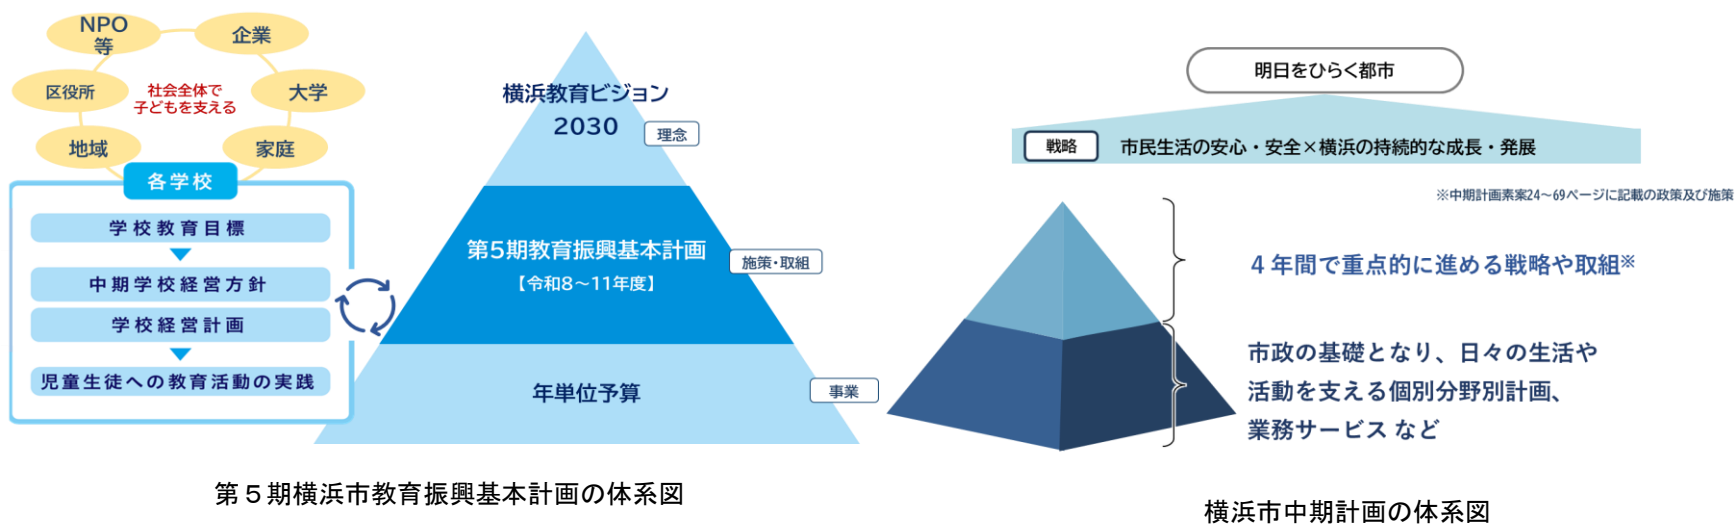 NPO
等
企業
区役所
社会全体で
子どもを支える
大学
地域
家庭
各学校
学校教育目標
中期学校経営方針
学校経営計画
児童生徒への教育活動の実践
横浜教育ビジョン
2030
理念
第5期教育振興基本計画
【令和8～11年度】
施策・取組
年単位予算
事業
第５期横浜市教育振興基本計画の体系図
明日をひらく都市
戦略
市民生活の安心・安全×横浜の持続的な成長・発展
※中期計画素案24～69ページに記載の政策及び施策
４年間で重点的に進める戦略や取組※
市政の基礎となり、日々の生活や
活動を支える個別分野別計画、
業務サービス など
横浜市中期計画の体系図